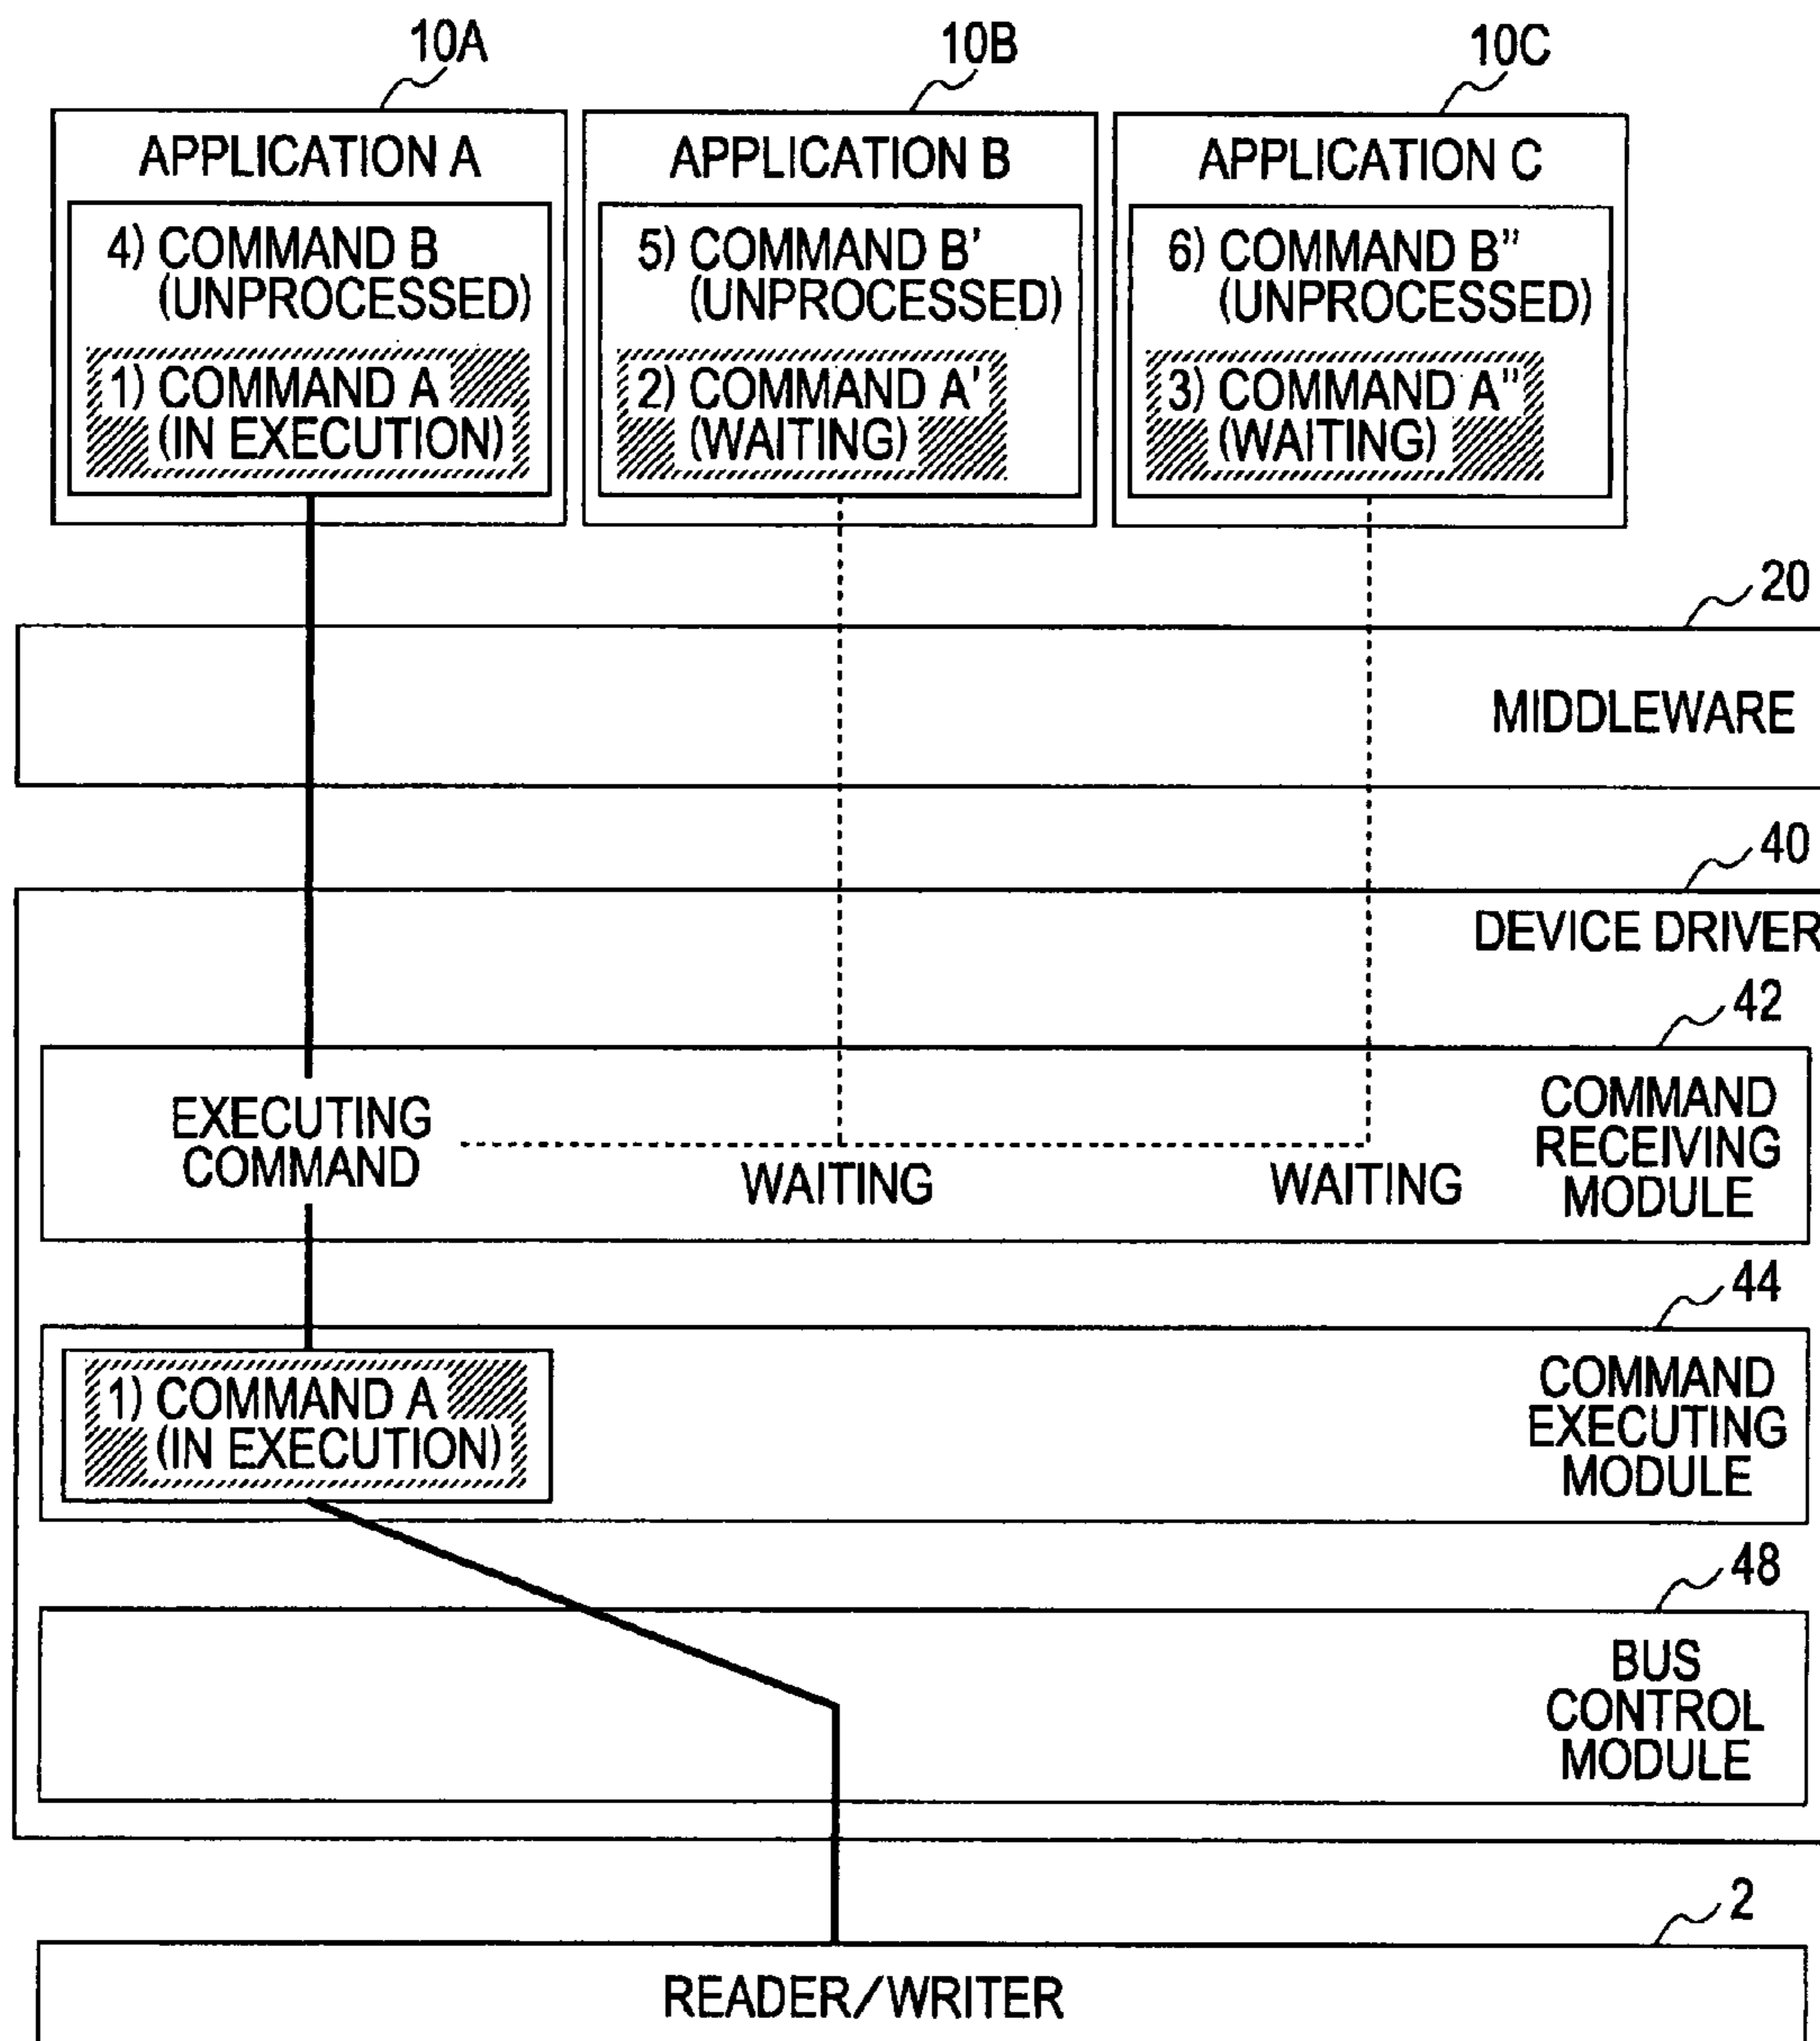 10A
10B
10C
APPLICATION A
APPLICATION B
APPLICATION C
4) COMMAND B
(UNPROCESSED)
1) COMMAND A
(IN EXECUTION)
5) COMMAND B'
(UNPROCESSED)
2) COMMAND A'
(WAITING)
6) COMMAND B"
(UNPROCESSED)
3) COMMAND A"
(WAITING)
20
MIDDLEWARE
40
DEVICE DRIVER
42
EXECUTING
COMMAND
WAITING
WAITING
COMMAND
RECEIVING
MODULE
44
1) COMMAND A
(IN EXECUTION)
COMMAND
EXECUTING
MODULE
48
BUS
CONTROL
MODULE
2
READER/WRITER